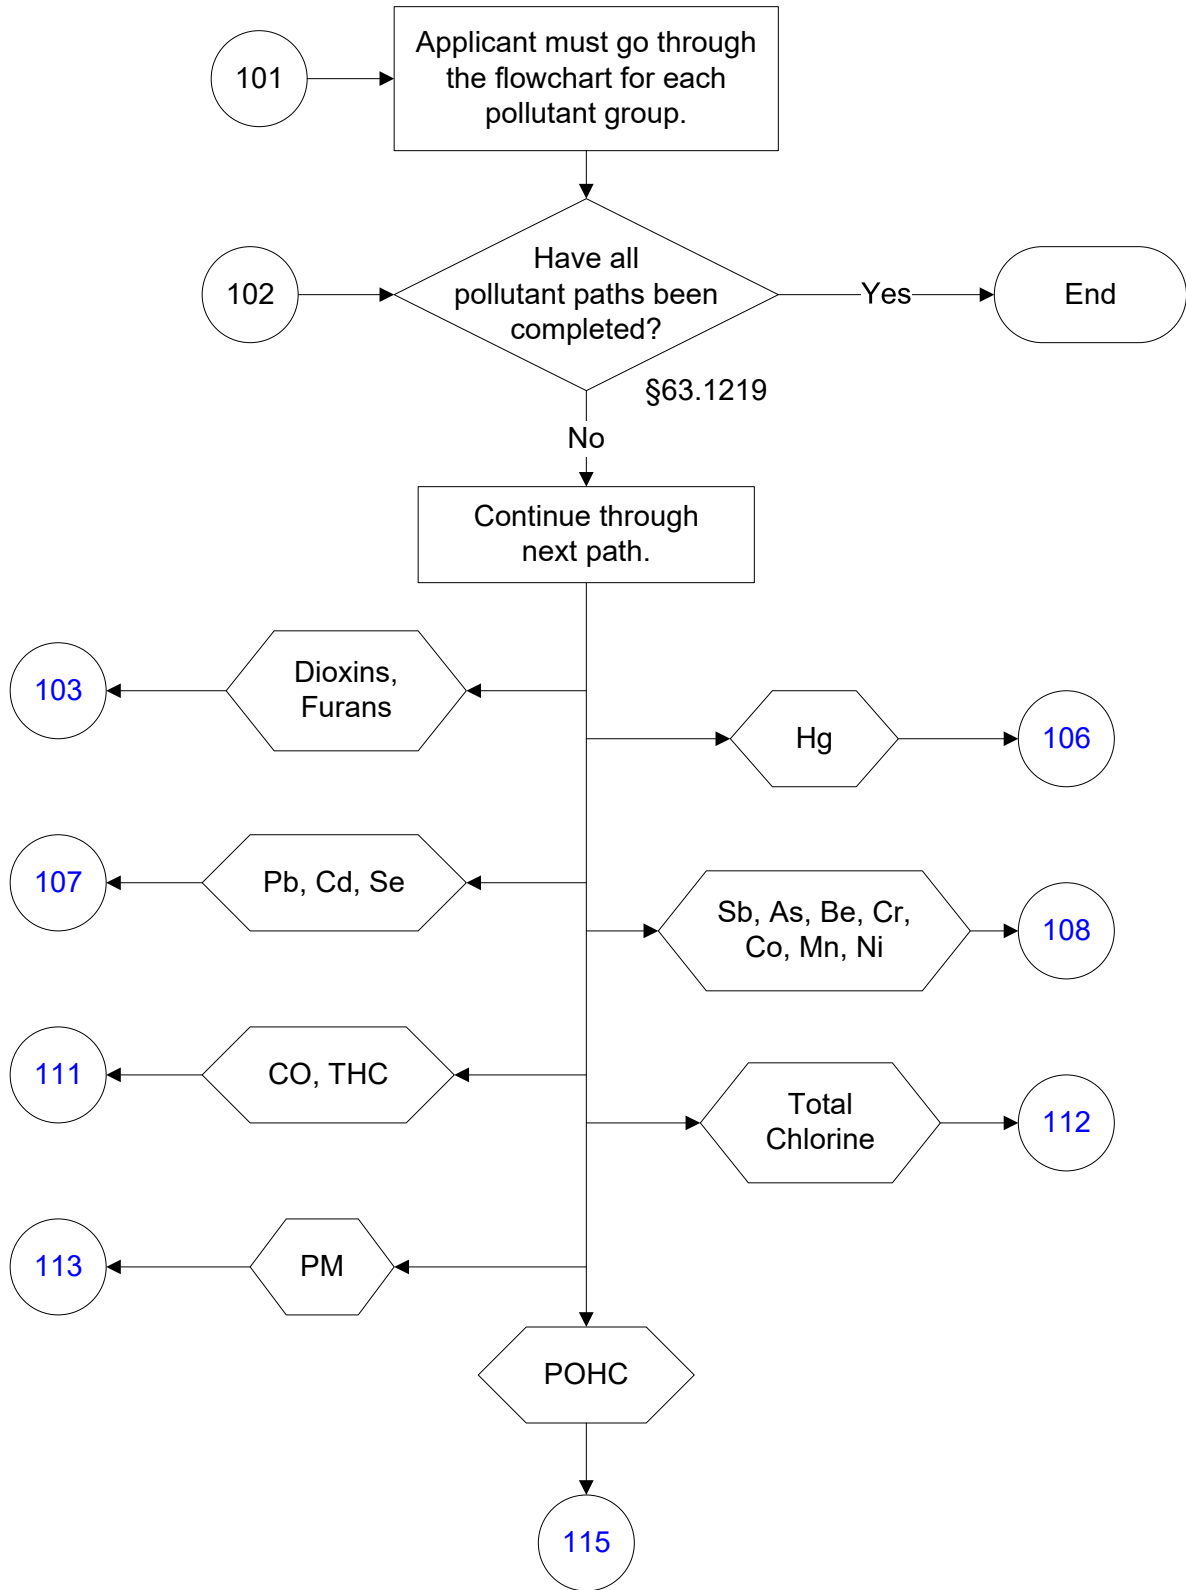 101
Applicant must go through
the flowchart for each
pollutant group.
102
Have all
pollutant paths been
completed?
Yes
End
§63.1219
No
Continue through
next path.
103
Dioxins,
Furans
Hg
106
107
Pb, Cd, Se
Sb, As, Be, Cr,
Co, Mn, Ni
108
111
CO, THC
Total
Chlorine
112
113
PM
POHC
115